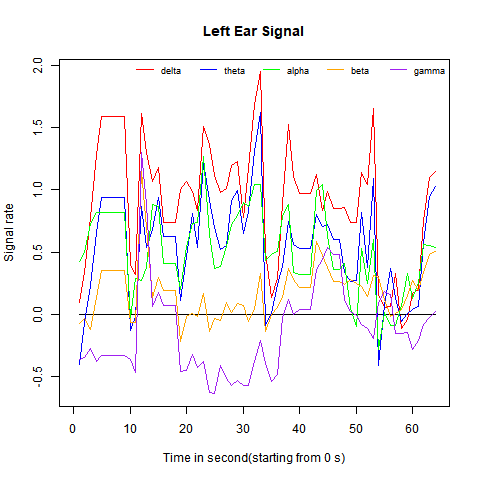 Left Ear Signal
delta theta alpha beta gamma
2.0
1.5
1.0
0.5
0.0
-0.5
Signal rate
0 10 20 30 40 50 60
Time in second(starting from 0 s)